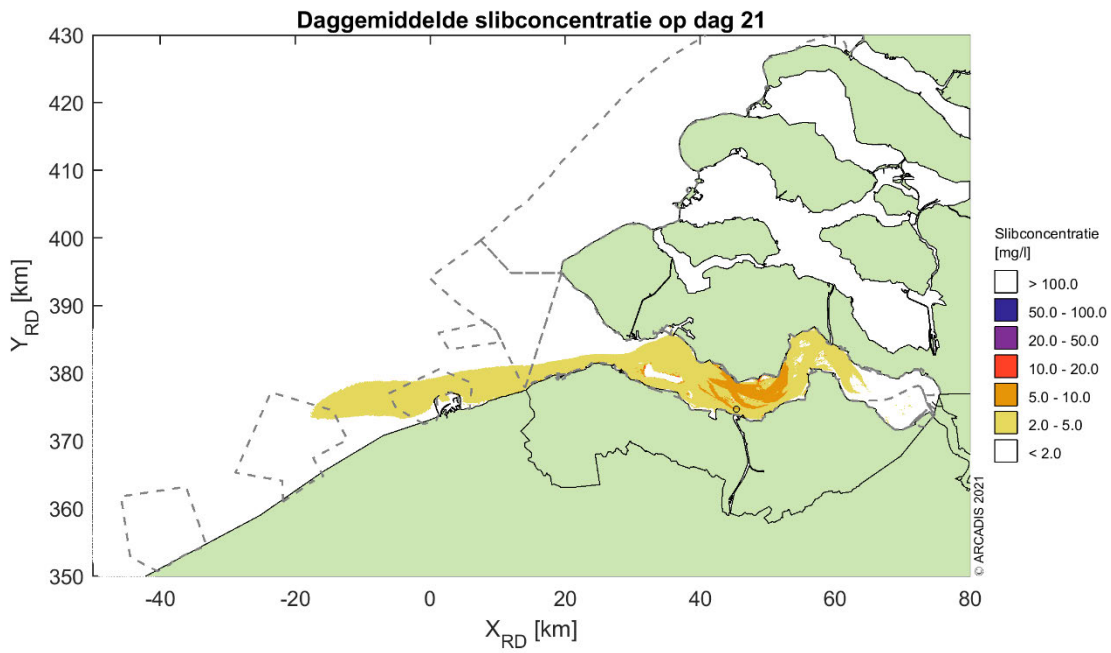 Daggemiddelde slibconcentratie op dag 21
430
420
410
400
390
380
370
360
350
Y_RD [km]
-40 -20 0 20 40 60 80
X_RD [km]
Slibconcentratie
[mg/l]
> 100.0
50.0 - 100.0
20.0 - 50.0
10.0 - 20.0
5.0 - 10.0
2.0 - 5.0
< 2.0
© ARCADIS 2021